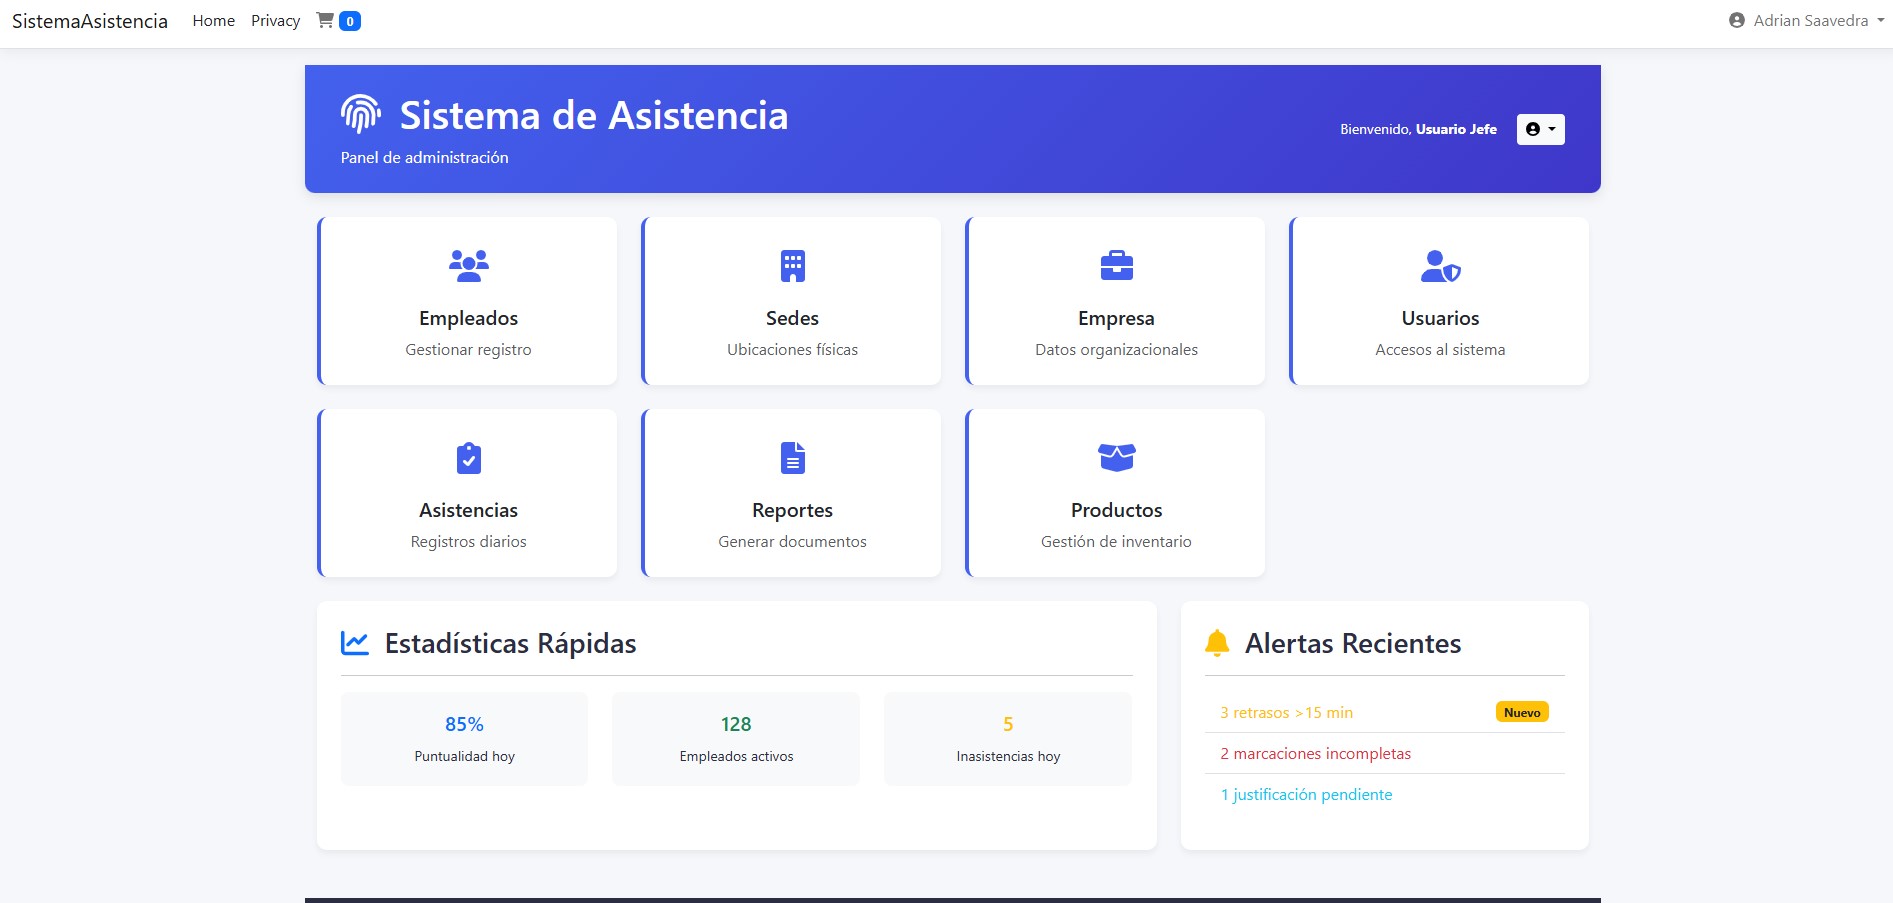 SistemaAsistencia Home Privacy 0 Adrian Saavedra
Sistema de Asistencia
Panel de administración
Bienvenido, Usuario Jefe
Empleados
Gestionar registro
Sedes
Ubicaciones físicas
Empresa
Datos organizacionales
Usuarios
Accesos al sistema
Asistencias
Registros diarios
Reportes
Generar documentos
Productos
Gestión de inventario
Estadísticas Rápidas
85%
Puntualidad hoy
128
Empleados activos
5
Inasistencias hoy
Alertas Recientes
3 retrasos >15 min Nuevo
2 marcaciones incompletas
1 justificación pendiente